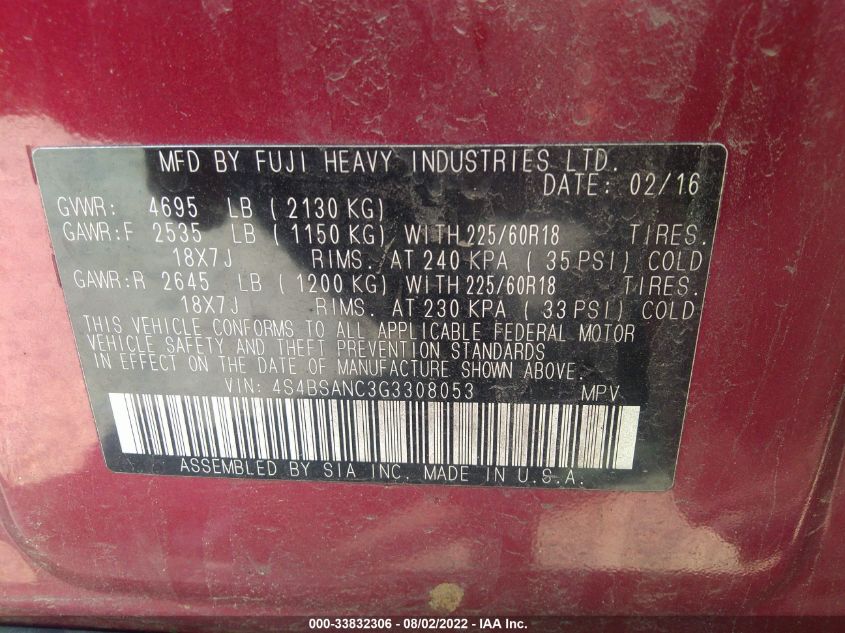 MFD BY FUJI HEAVY INDUSTRIES LTD.
DATE: 02/16
GVWR: 4695 LB ( 2130 KG)
GAWR:F 2535 LB ( 1150 KG) WITH 225/60R18 TIRES.
18X7J RIMS. AT 240 KPA ( 35 PSI) COLD
GAWR:R 2645 LB ( 1200 KG) WITH 225/60R18 TIRES.
18X7J RIMS. AT 230 KPA ( 33 PSI) COLD
THIS VEHICLE CONFORMS TO ALL APPLICABLE FEDERAL MOTOR
VEHICLE SAFETY AND THEFT PREVENTION STANDARDS
IN EFFECT ON THE DATE OF MANUFACTURE SHOWN ABOVE.
VIN: 4S4BSANC3G3308053 MPV
ASSEMBLED BY SIA INC. MADE IN U.S.A.
000-33832306 - 08/02/2022 - IAA Inc.